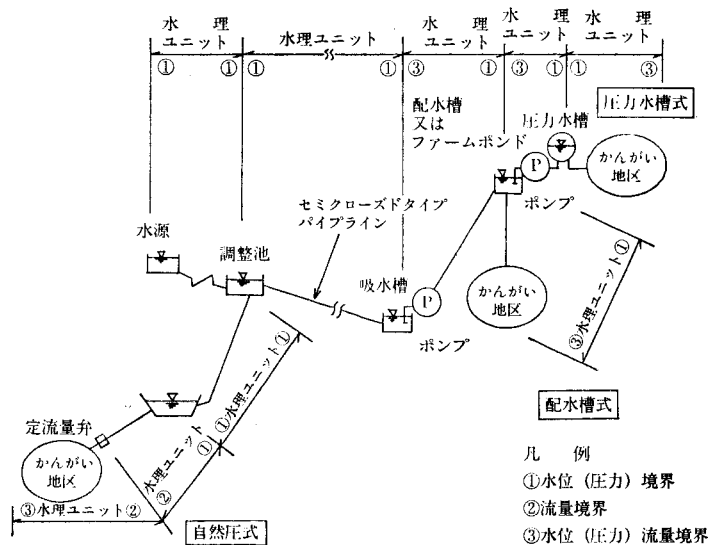 水　理
ユニット
水理ユニット
水　理
ユニット
水　理
ユニット
水　理
ユニット
① ① ① ① ③ ① ③ ① ① ③
圧力水槽式
配水槽
又は
ファームポンド
圧力水槽
P
かんがい
地区
ポンプ
セミクローズドタイプ
パイプライン
水源
調整池
吸水槽
P
ポンプ
かんがい
地区
③水理ユニット①
配水槽式
①水理ユニット①
定流量弁
かんがい
地区
②水理ユニット①
③水理ユニット②
自然圧式
凡　例
①水位（圧力）境界
②流量境界
③水位（圧力）流量境界